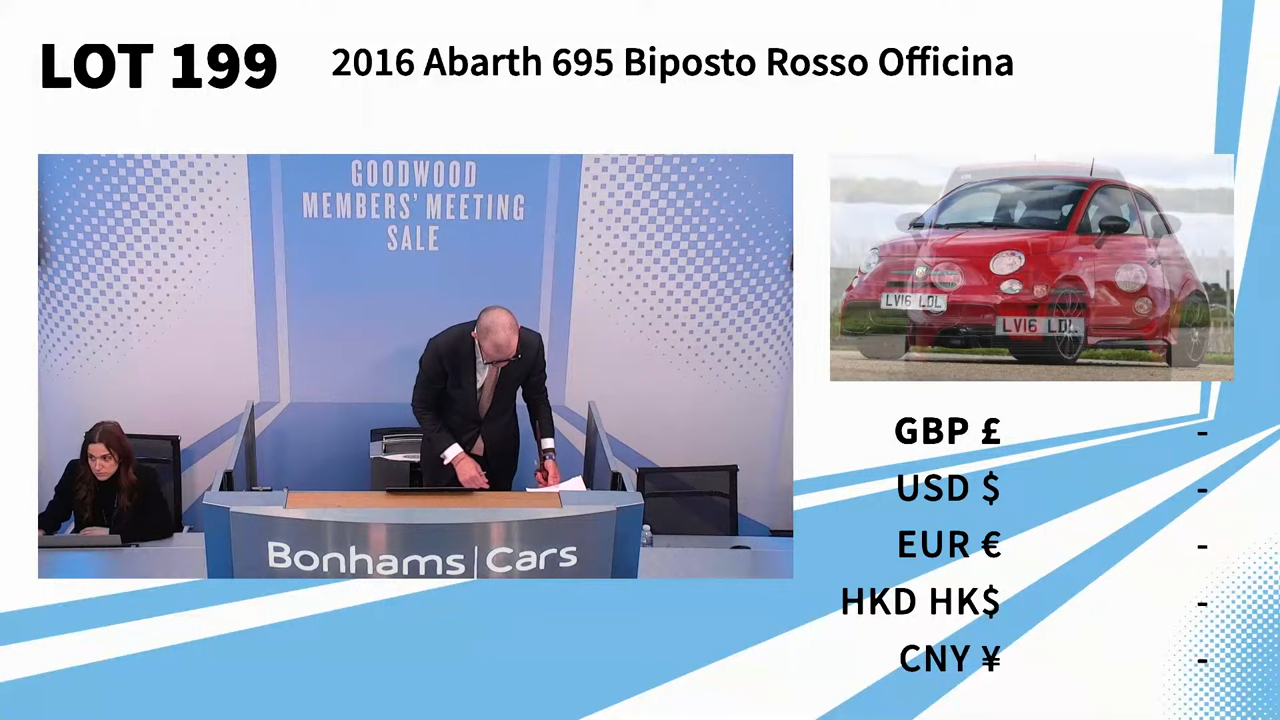 LOT 199
2016 Abarth 695 Biposto Rosso Officina
GOODWOOD
MEMBERS' MEETING
SALE
Bonhams|Cars
LV16 LDL
LV16 LDL
GBP £ -
USD $ -
EUR € -
HKD HK$ -
CNY ¥ -